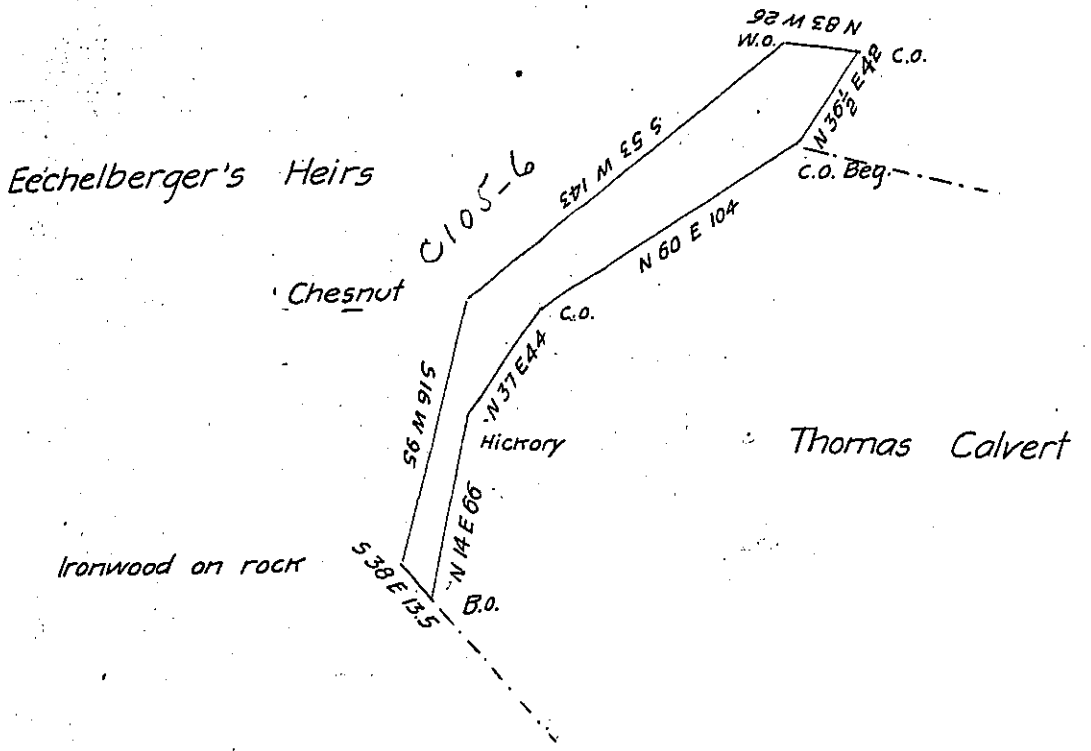 N 83 W 26
W.O.
C.O.
N 36½ E 42
C.O. Beg.
S 53 W 143
Eechelberger's Heirs
C105-6
N 60 E 104
Chesnut
C.O.
N 37 E 44
S 16 W 95
Hickory
Thomas Calvert
N 14 E 66
Ironwood on rock
S 38 E 13.5
B.O.